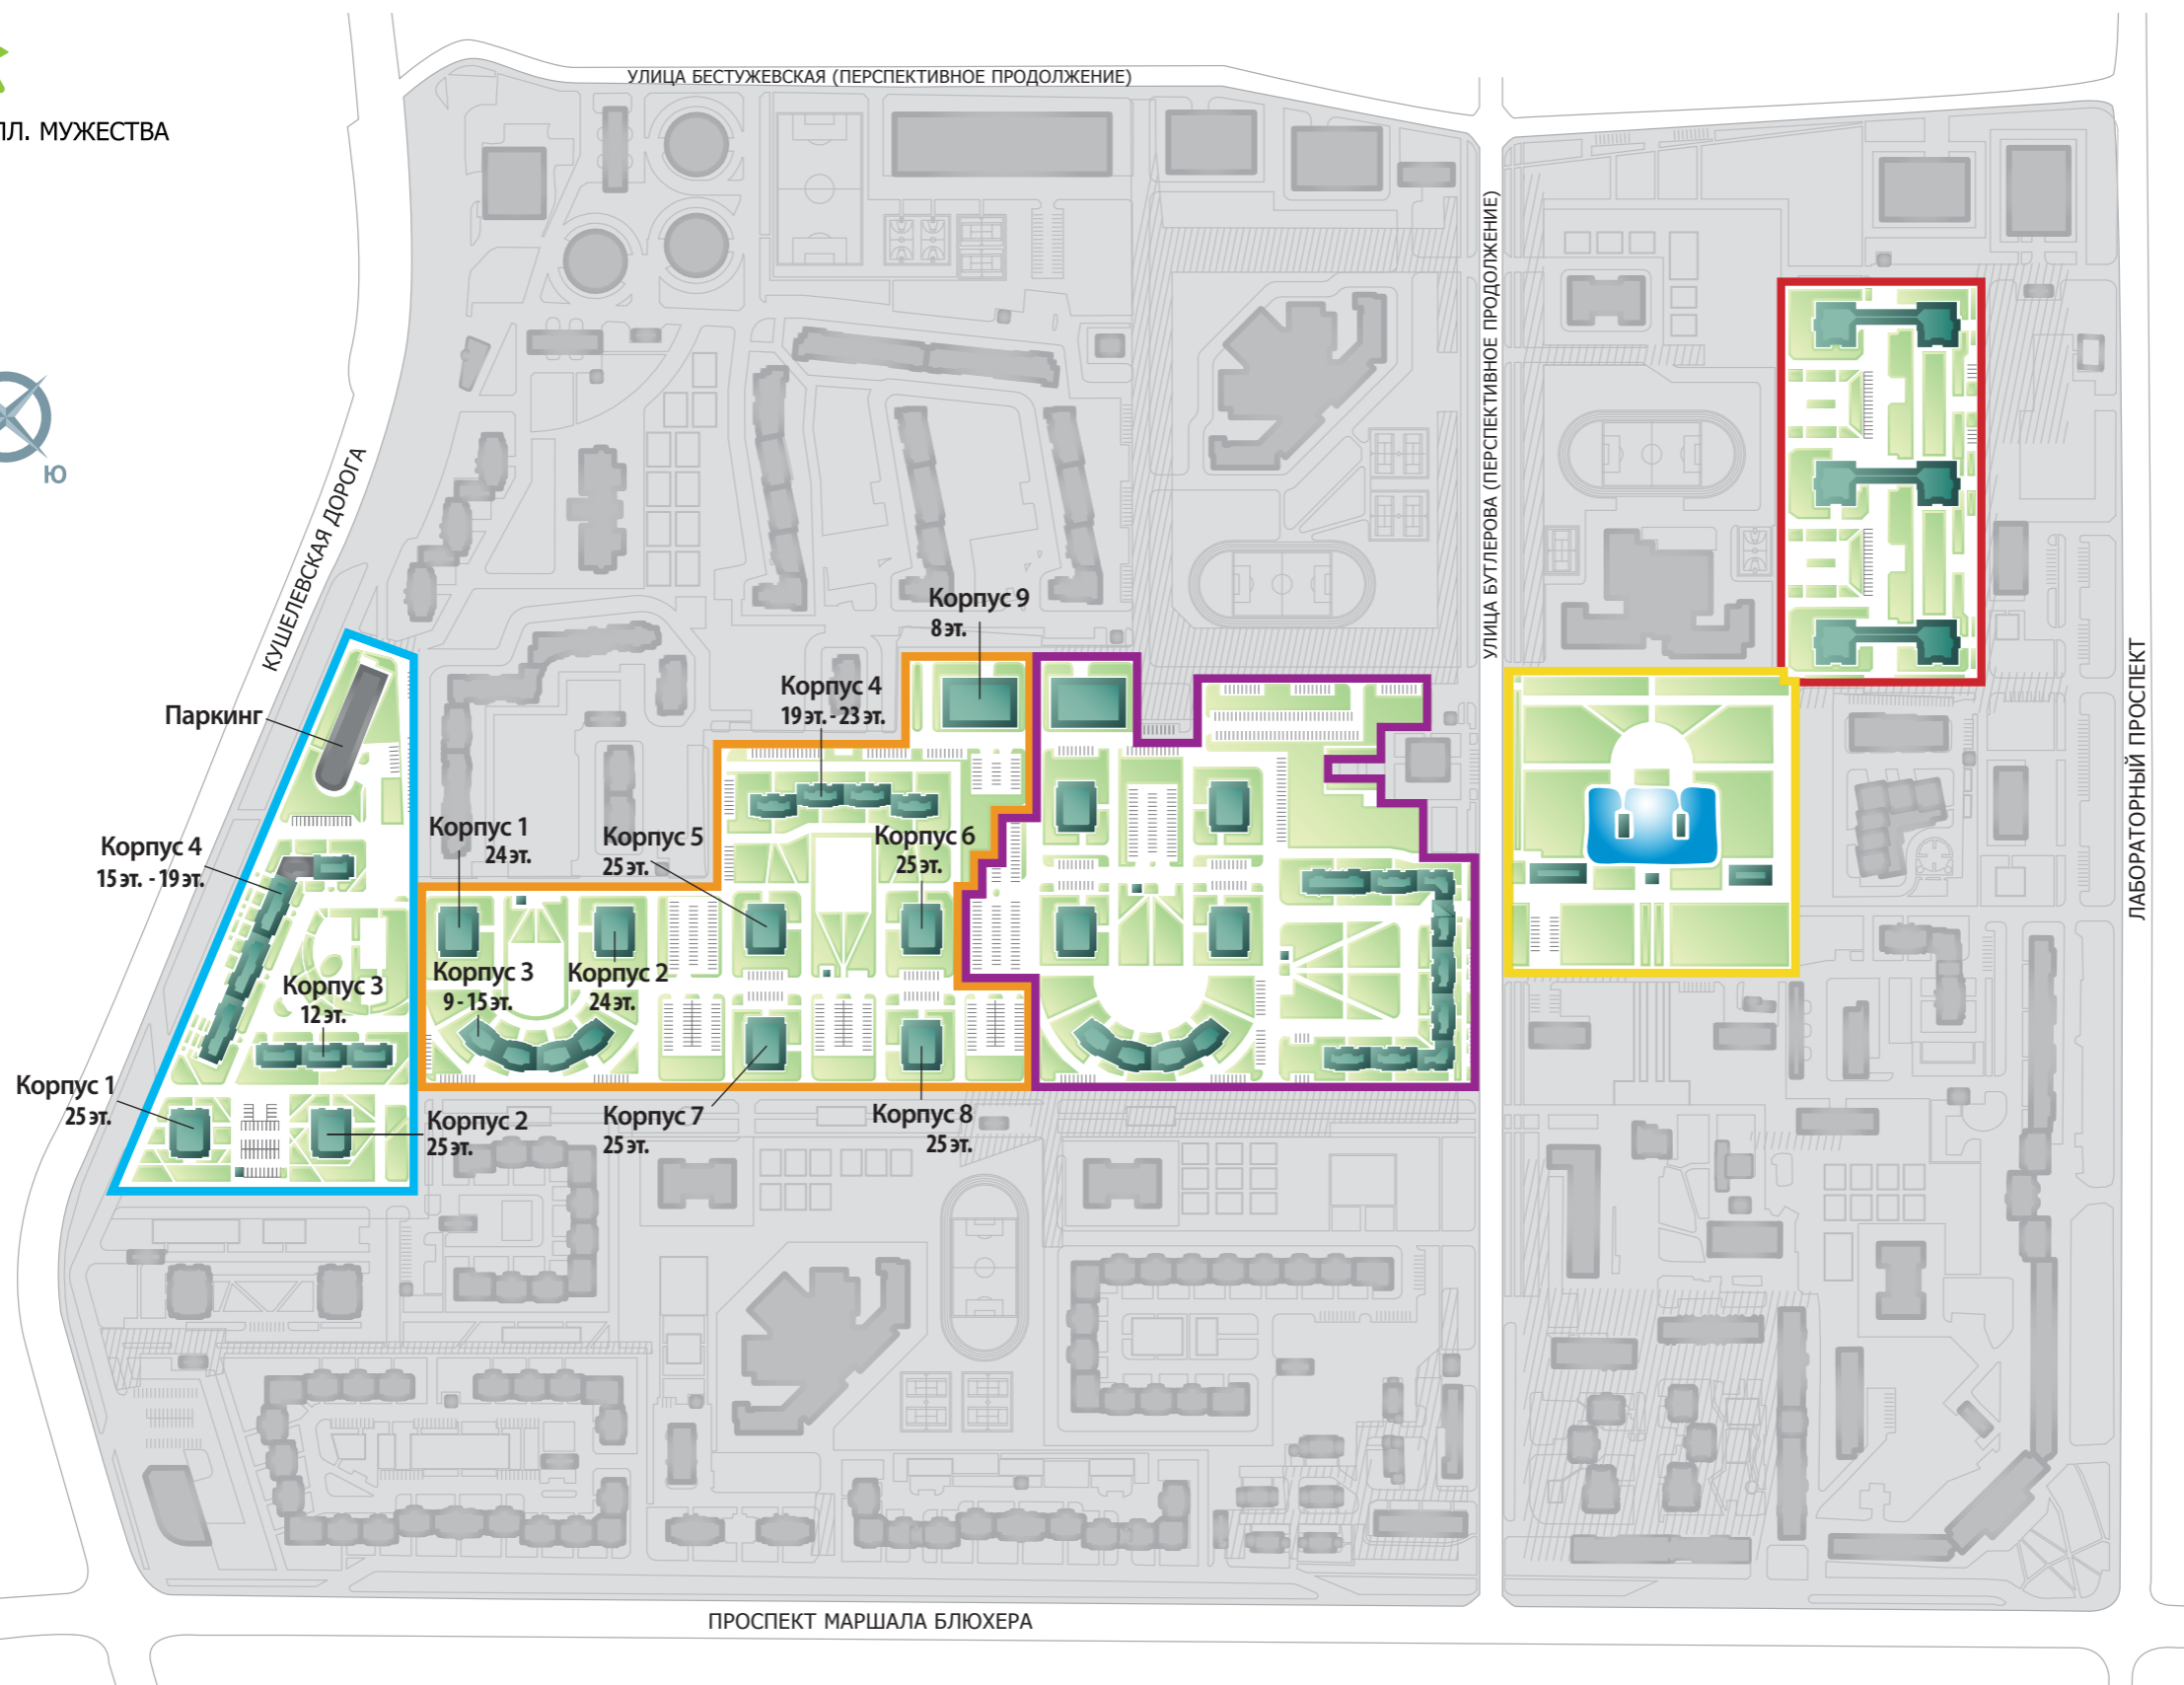 УЛИЦА БЕСТУЖЕВСКАЯ (ПЕРСПЕКТИВНОЕ ПРОДОЛЖЕНИЕ)
ПЛ. МУЖЕСТВА
Ю
КУШЕЛЕВСКАЯ ДОРОГА
УЛИЦА БУТЛЕРОВА (ПЕРСПЕКТИВНОЕ ПРОДОЛЖЕНИЕ)
ЛАБОРАТОРНЫЙ ПРОСПЕКТ
Корпус 9
8 эт.
Корпус 4
19 эт. - 23 эт.
Паркинг
Корпус 1
24 эт.
Корпус 5
25 эт.
Корпус 6
25 эт.
Корпус 4
15 эт. - 19 эт.
Корпус 3
9 - 15 эт.
Корпус 2
24 эт.
Корпус 3
12 эт.
Корпус 1
25 эт.
Корпус 2
25 эт.
Корпус 7
25 эт.
Корпус 8
25 эт.
ПРОСПЕКТ МАРШАЛА БЛЮХЕРА